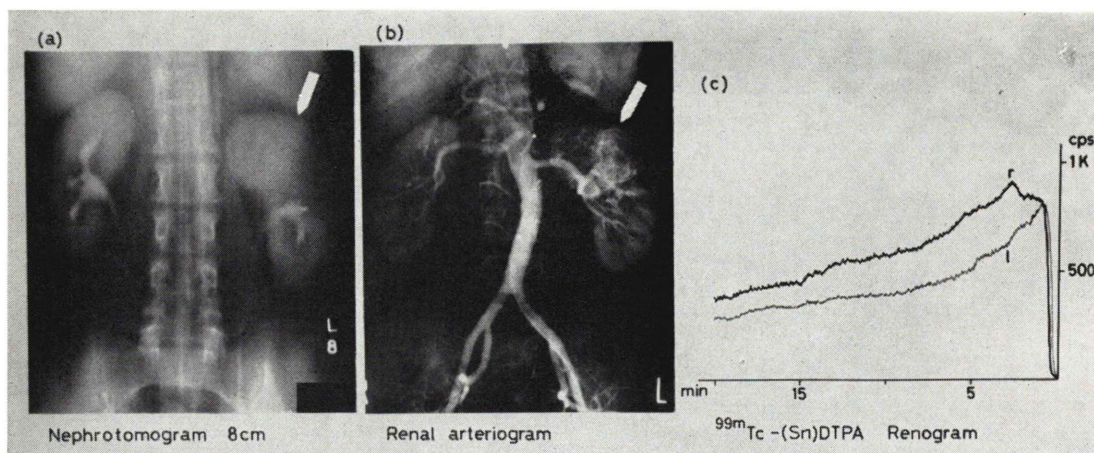 (a)
(b)
(c)
L
8
L
cps
1K
500
r
l
min
15
5
Nephrotomogram 8cm
Renal arteriogram
99mTc-(Sn)DTPA Renogram